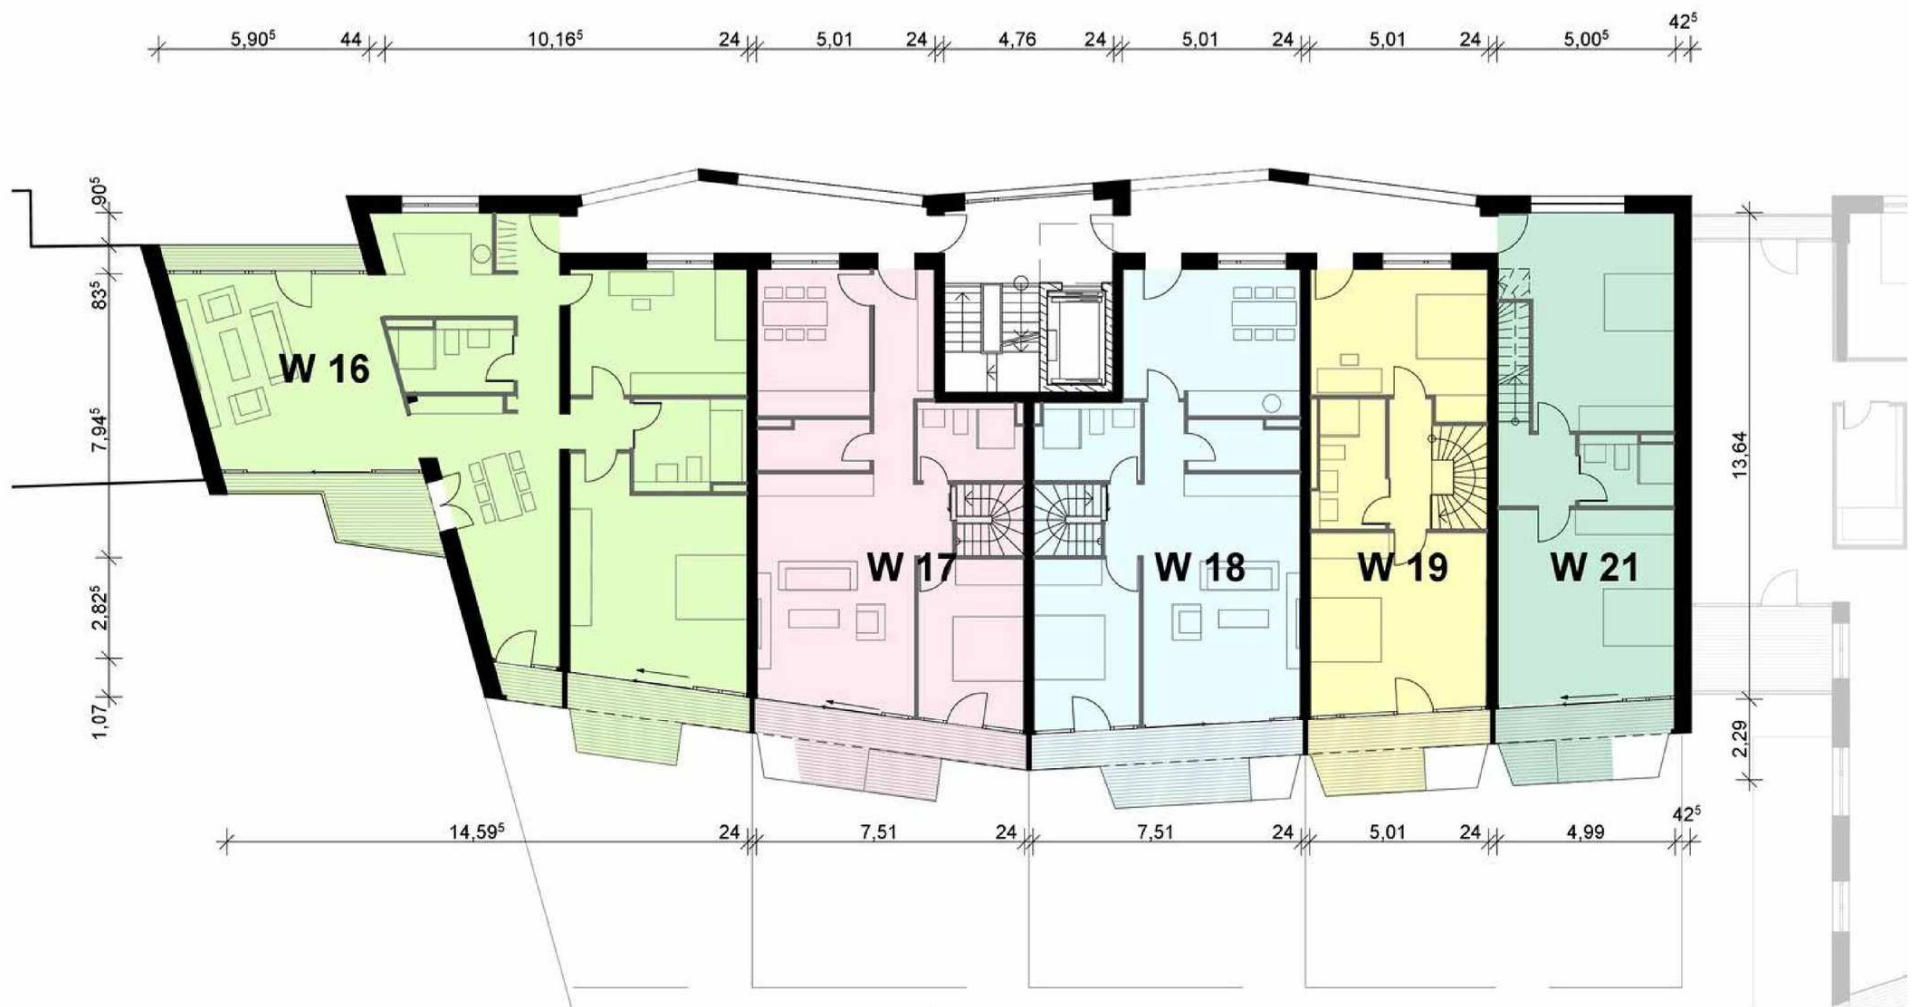 42⁵
5,90⁵ 44 10,16⁵ 24 5,01 24 4,76 24 5,01 24 5,01 24 5,00⁵
90⁵
83⁵
7,94⁵
2,82⁵
1,07
W 16
W 17
W 18
W 19
W 21
13,64
2,29
42⁵
14,59⁵ 24 7,51 24 7,51 24 5,01 24 4,99